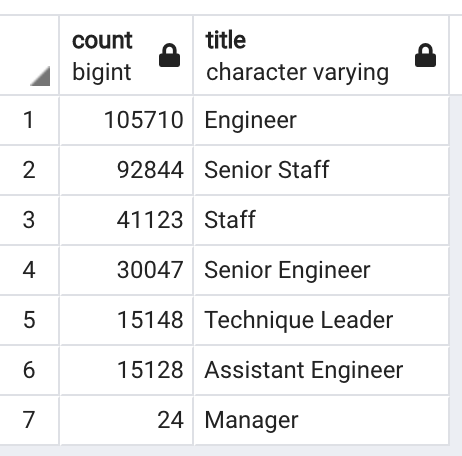 count title
bigint character varying
1 105710 Engineer
2 92844 Senior Staff
3 41123 Staff
4 30047 Senior Engineer
5 15148 Technique Leader
6 15128 Assistant Engineer
7 24 Manager